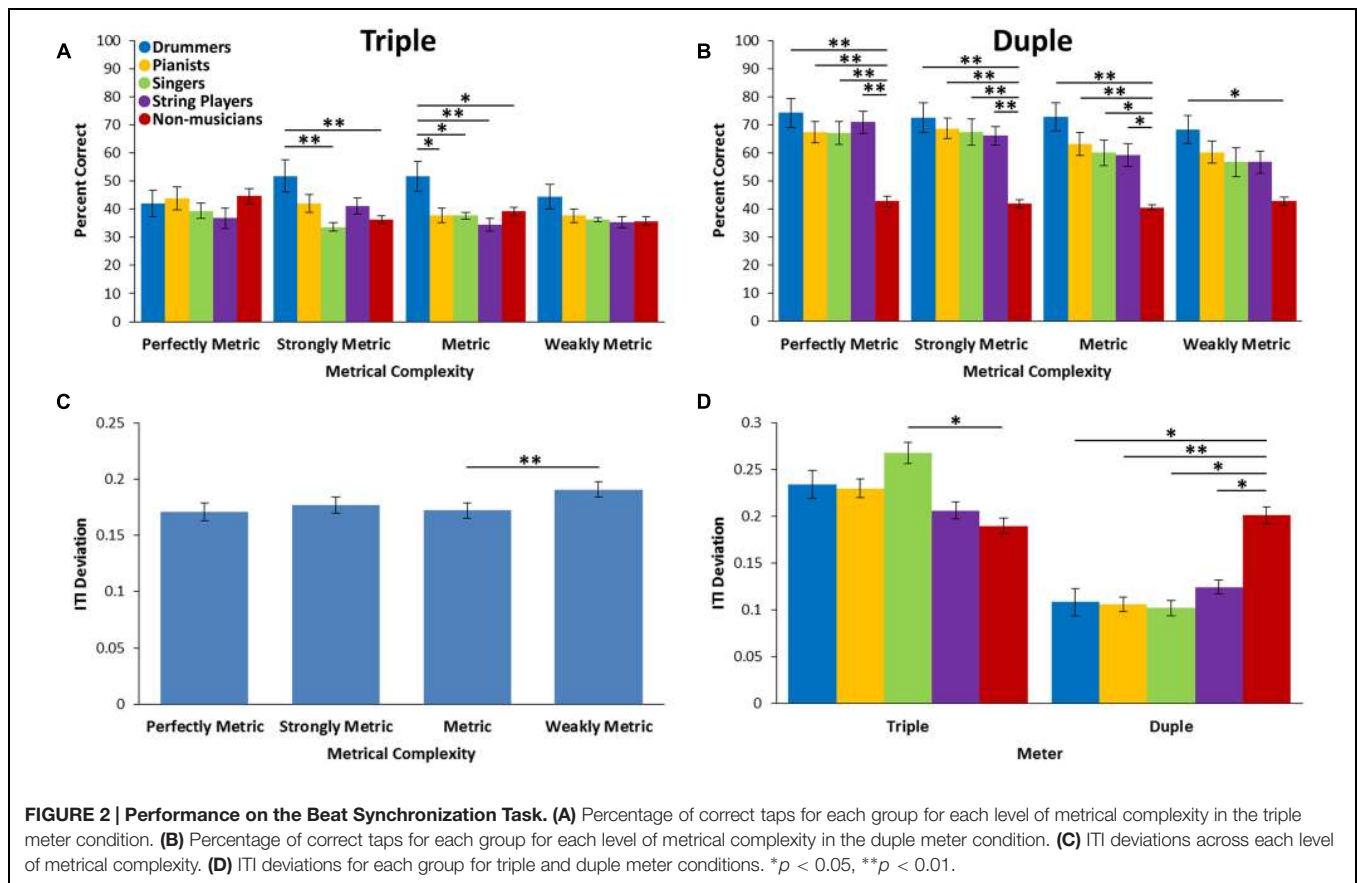 A
Triple
100
90
80
70
60
50
40
30
20
10
0
Percent Correct
Drummers
Pianists
Singers
String Players
Non-musicians
**
**
*
**
*
*
Perfectly Metric Strongly Metric Metric Weakly Metric
Metrical Complexity
B
Duple
100
90
80
70
60
50
40
30
20
10
0
Percent Correct
**
**
**
**
**
**
**
**
**
**
*
*
*
Perfectly Metric Strongly Metric Metric Weakly Metric
Metrical Complexity
C
0.25
0.2
0.15
0.1
0.05
0
ITI Deviation
**
Perfectly Metric Strongly Metric Metric Weakly Metric
Metrical Complexity
D
0.3
0.25
0.2
0.15
0.1
0.05
0
ITI Deviation
*
*
**
*
*
Triple Duple
Meter
FIGURE 2 | Performance on the Beat Synchronization Task. (A) Percentage of correct taps for each group for each level of metrical complexity in the triple
meter condition. (B) Percentage of correct taps for each group for each level of metrical complexity in the duple meter condition. (C) ITI deviations across each level
of metrical complexity. (D) ITI deviations for each group for triple and duple meter conditions. *p < 0.05, **p < 0.01.